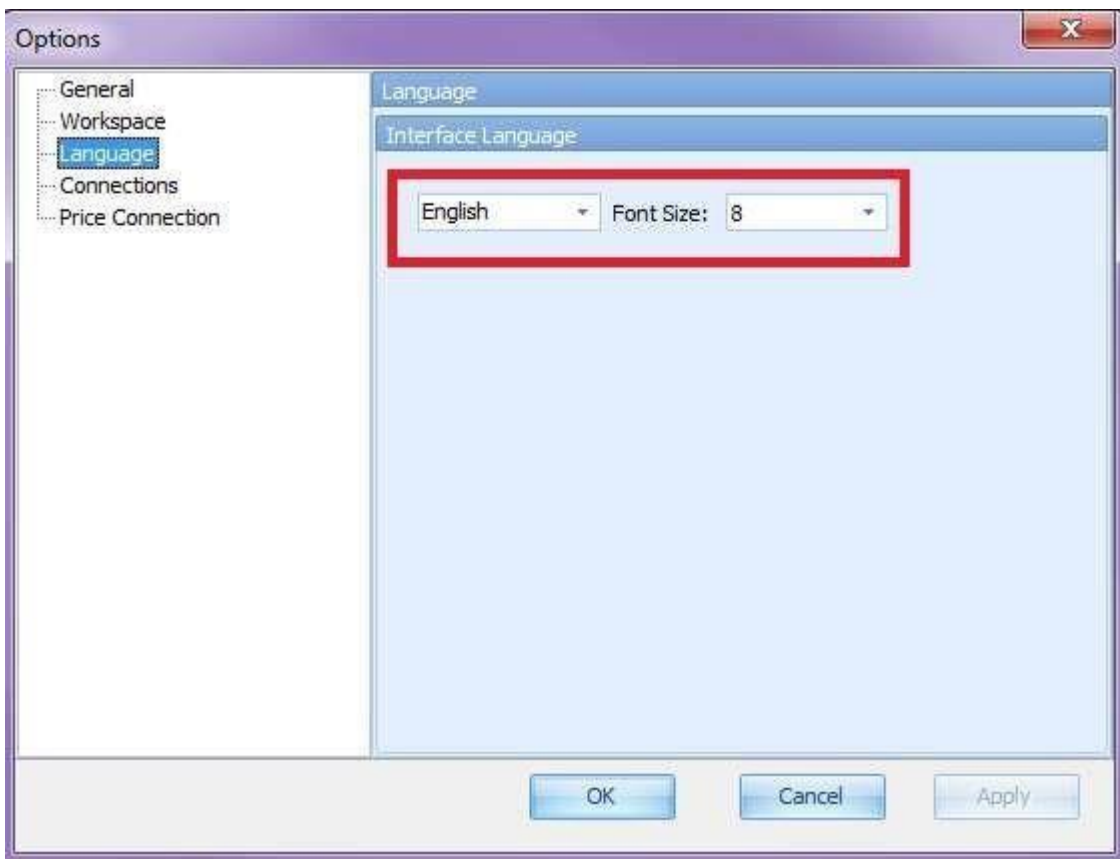 Options
General
Workspace
Language
Connections
Price Connection
Language
Interface Language
English Font Size: 8
OK Cancel Apply